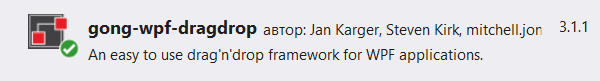 gong-wpf-dragdrop автор: Jan Karger, Steven Kirk, mitchell.jon 3.1.1
An easy to use drag'n'drop framework for WPF applications.